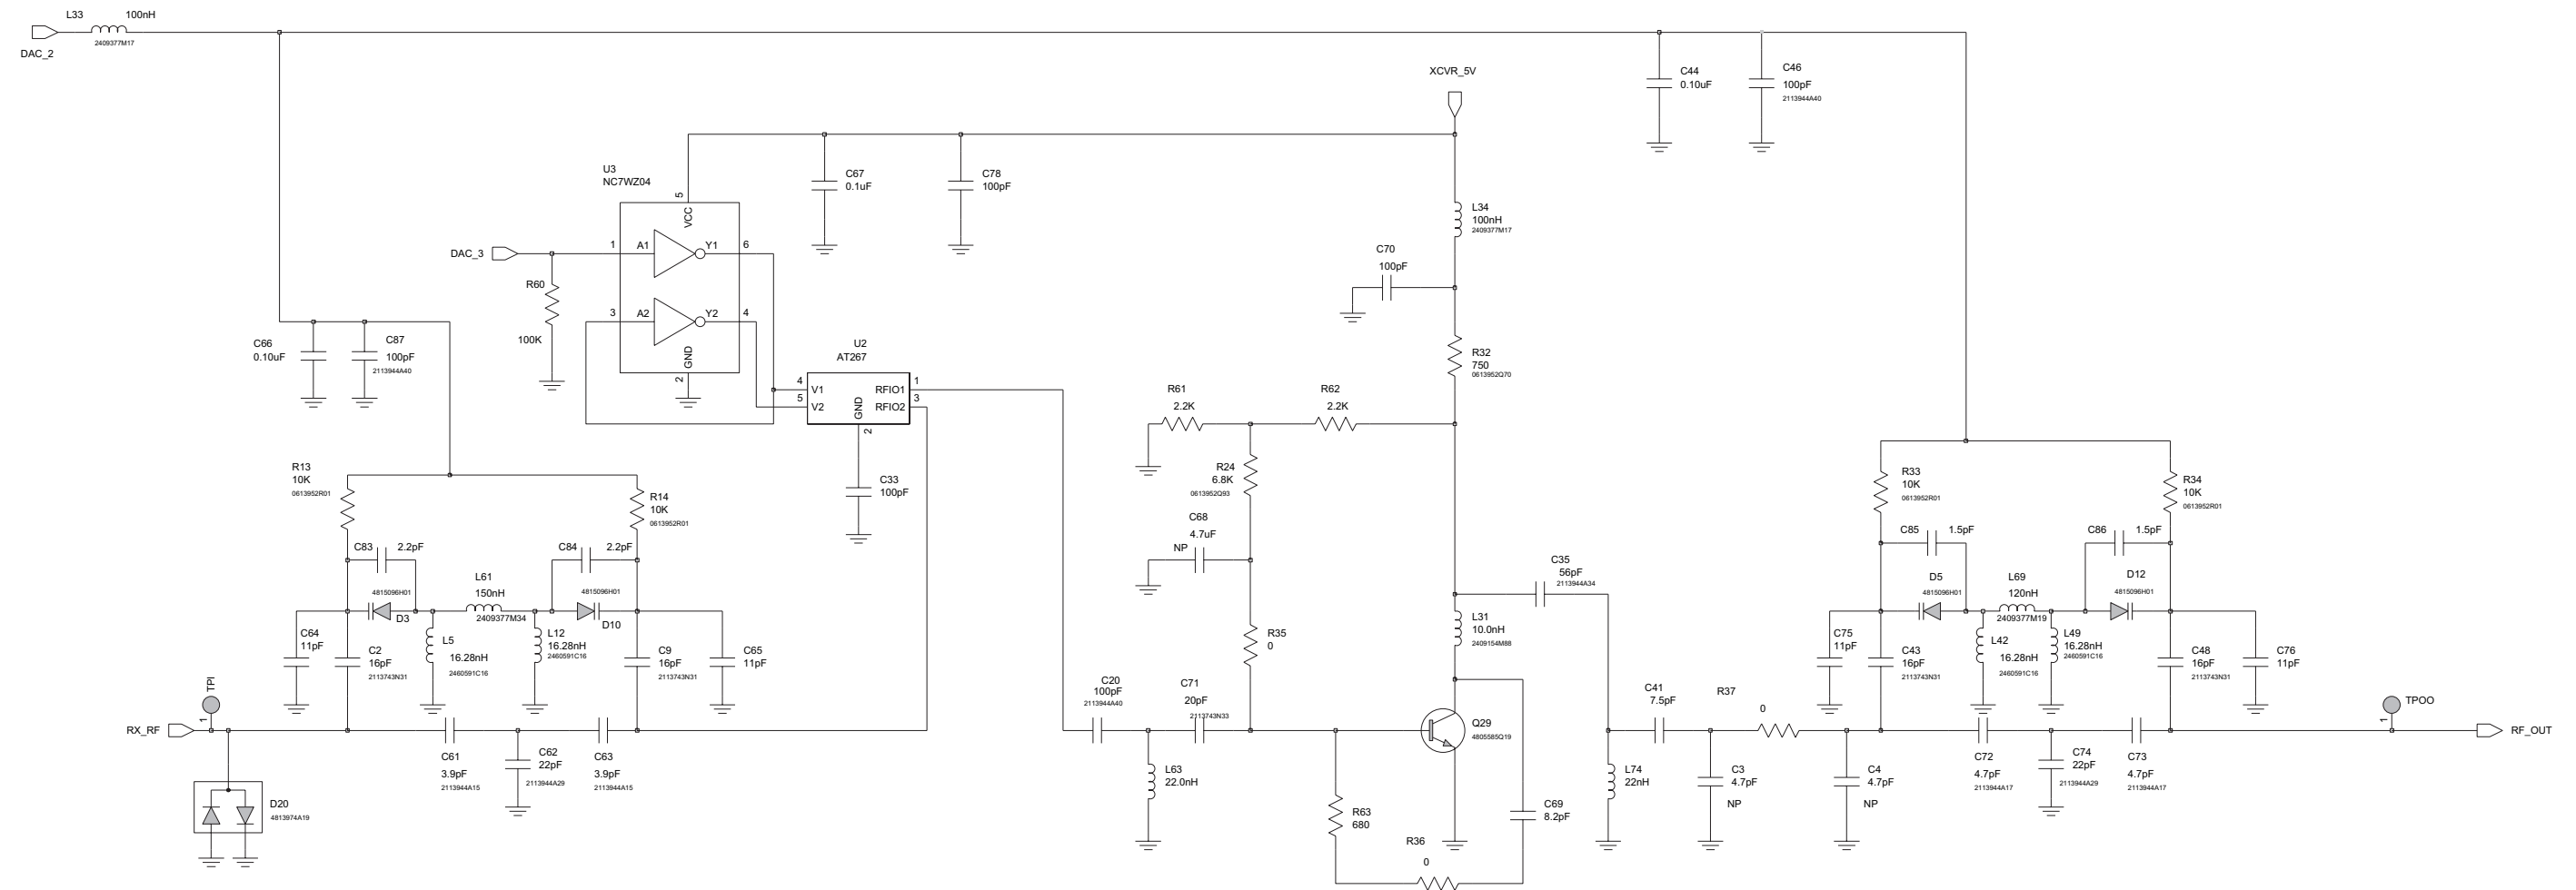 L33 100nH
2409377M17
DAC_2
XCVR_5V
C44
0.10uF
C46
100pF
2113944A40
U3
NC7WZ04
5
VCC
C67
0.1uF
C78
100pF
L34
100nH
2409377M17
DAC_3
1 A1 Y1 6
R60
100K
3 A2 Y2 4
GND
2
C70
100pF
C66
0.10uF
C87
100pF
2113944A40
U2
AT267
4 V1 RFIO1 1
5 V2 RFIO2 3
GND
2
R32
750
0613952Q70
R61
2.2K
R62
2.2K
R13
10K
0613952R01
R14
10K
0613952R01
C33
100pF
R24
6.8K
0613952Q93
R33
10K
0613952R01
R34
10K
0613952R01
C83 2.2pF
C84 2.2pF
C68
4.7uF
NP
C35
56pF
2113944A34
C85 1.5pF
C86 1.5pF
4815096H01
D3
L61
150nH
2409377M34
4815096H01
D10
D5
4815096H01
L69
120nH
2409377M19
D12
4815096H01
C64
11pF
C2
16pF
2113743N31
L5
16.28nH
2460591C16
L12
16.28nH
2460591C16
C9
16pF
2113743N31
C65
11pF
R35
0
L31
10.0nH
2409154M88
C75
11pF
C43
16pF
2113743N31
L42
16.28nH
2460591C16
L49
16.28nH
2460591C16
C48
16pF
2113743N31
C76
11pF
TPI
1
RX_RF
C61
3.9pF
2113944A15
C62
22pF
2113944A29
C63
3.9pF
2113944A15
D20
4813974A19
C20
100pF
2113944A40
C71
20pF
2113743N33
L63
22.0nH
Q29
4805585Q19
R63
680
R36
0
C69
8.2pF
C41
7.5pF
R37
0
L74
22nH
C3
4.7pF
NP
C4
4.7pF
NP
C72
4.7pF
2113944A17
C74
22pF
2113944A29
C73
4.7pF
2113944A17
TPOO
1
RF_OUT